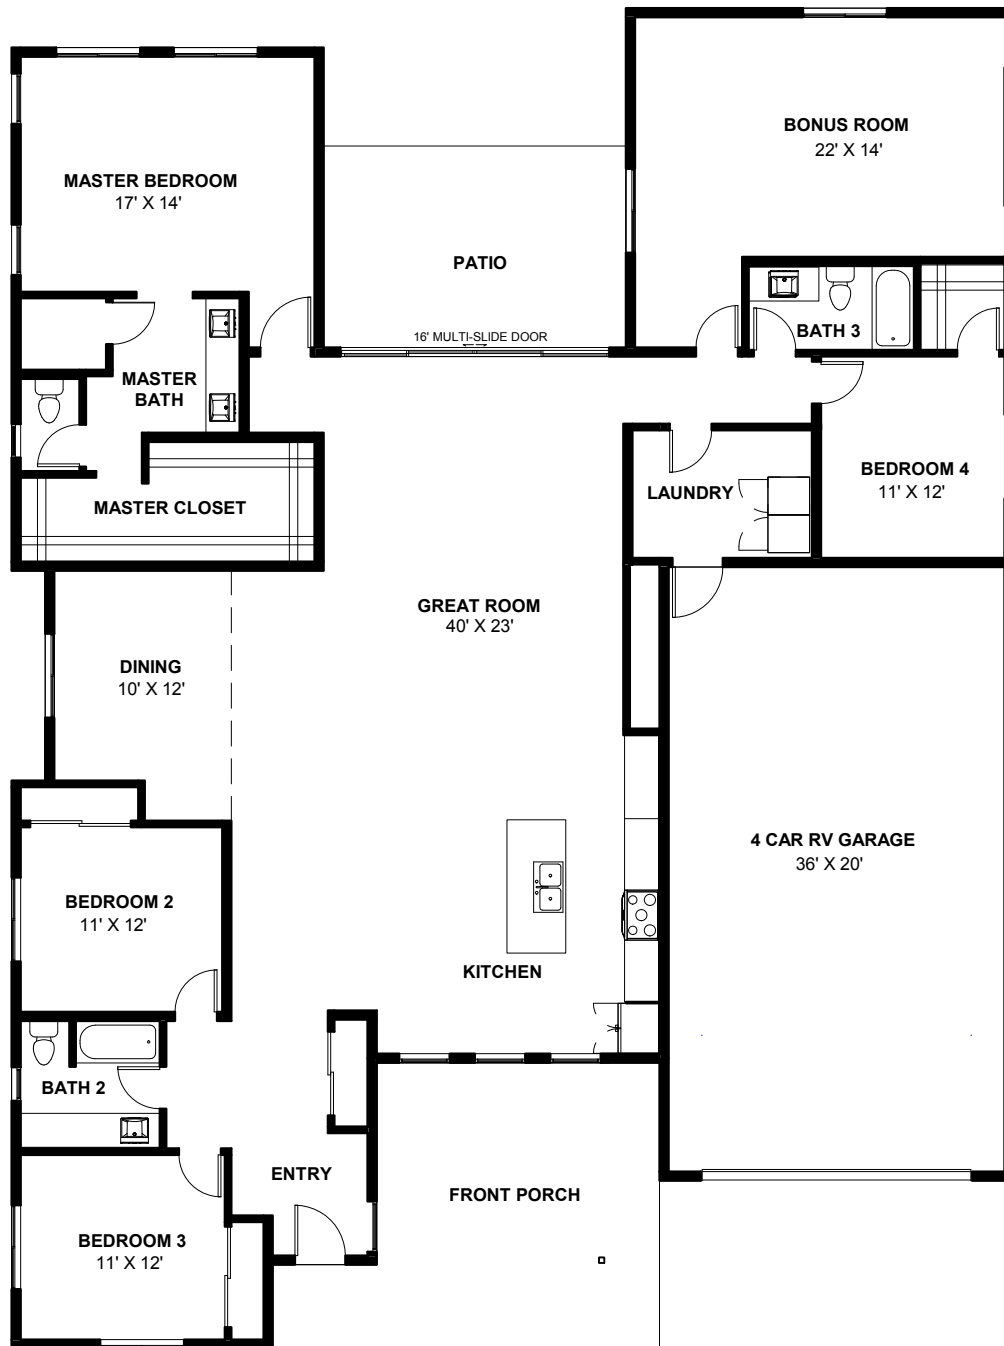 BONUS ROOM
22' X 14'
MASTER BEDROOM
17' X 14'
PATIO
16' MULTI-SLIDE DOOR
BATH 3
MASTER
BATH
BEDROOM 4
11' X 12'
LAUNDRY
MASTER CLOSET
GREAT ROOM
40' X 23'
DINING
10' X 12'
4 CAR RV GARAGE
36' X 20'
BEDROOM 2
11' X 12'
KITCHEN
BATH 2
ENTRY
FRONT PORCH
BEDROOM 3
11' X 12'